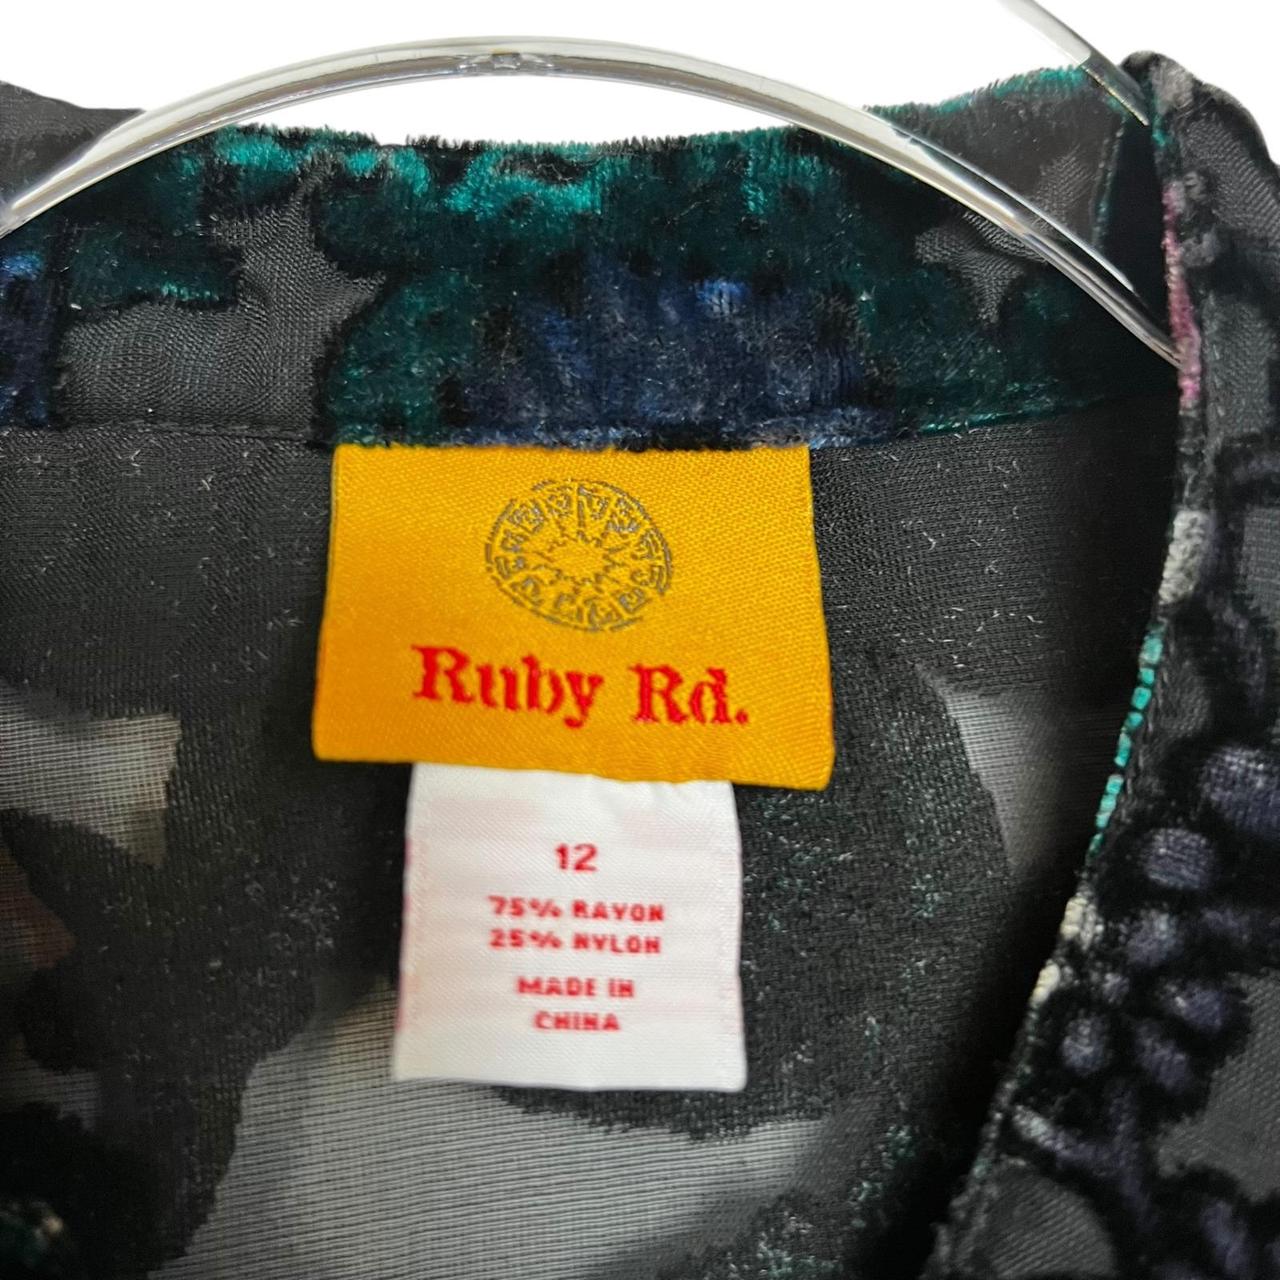 Ruby Rd.
12
75% RAYON
25% NYLON
MADE IN
CHINA